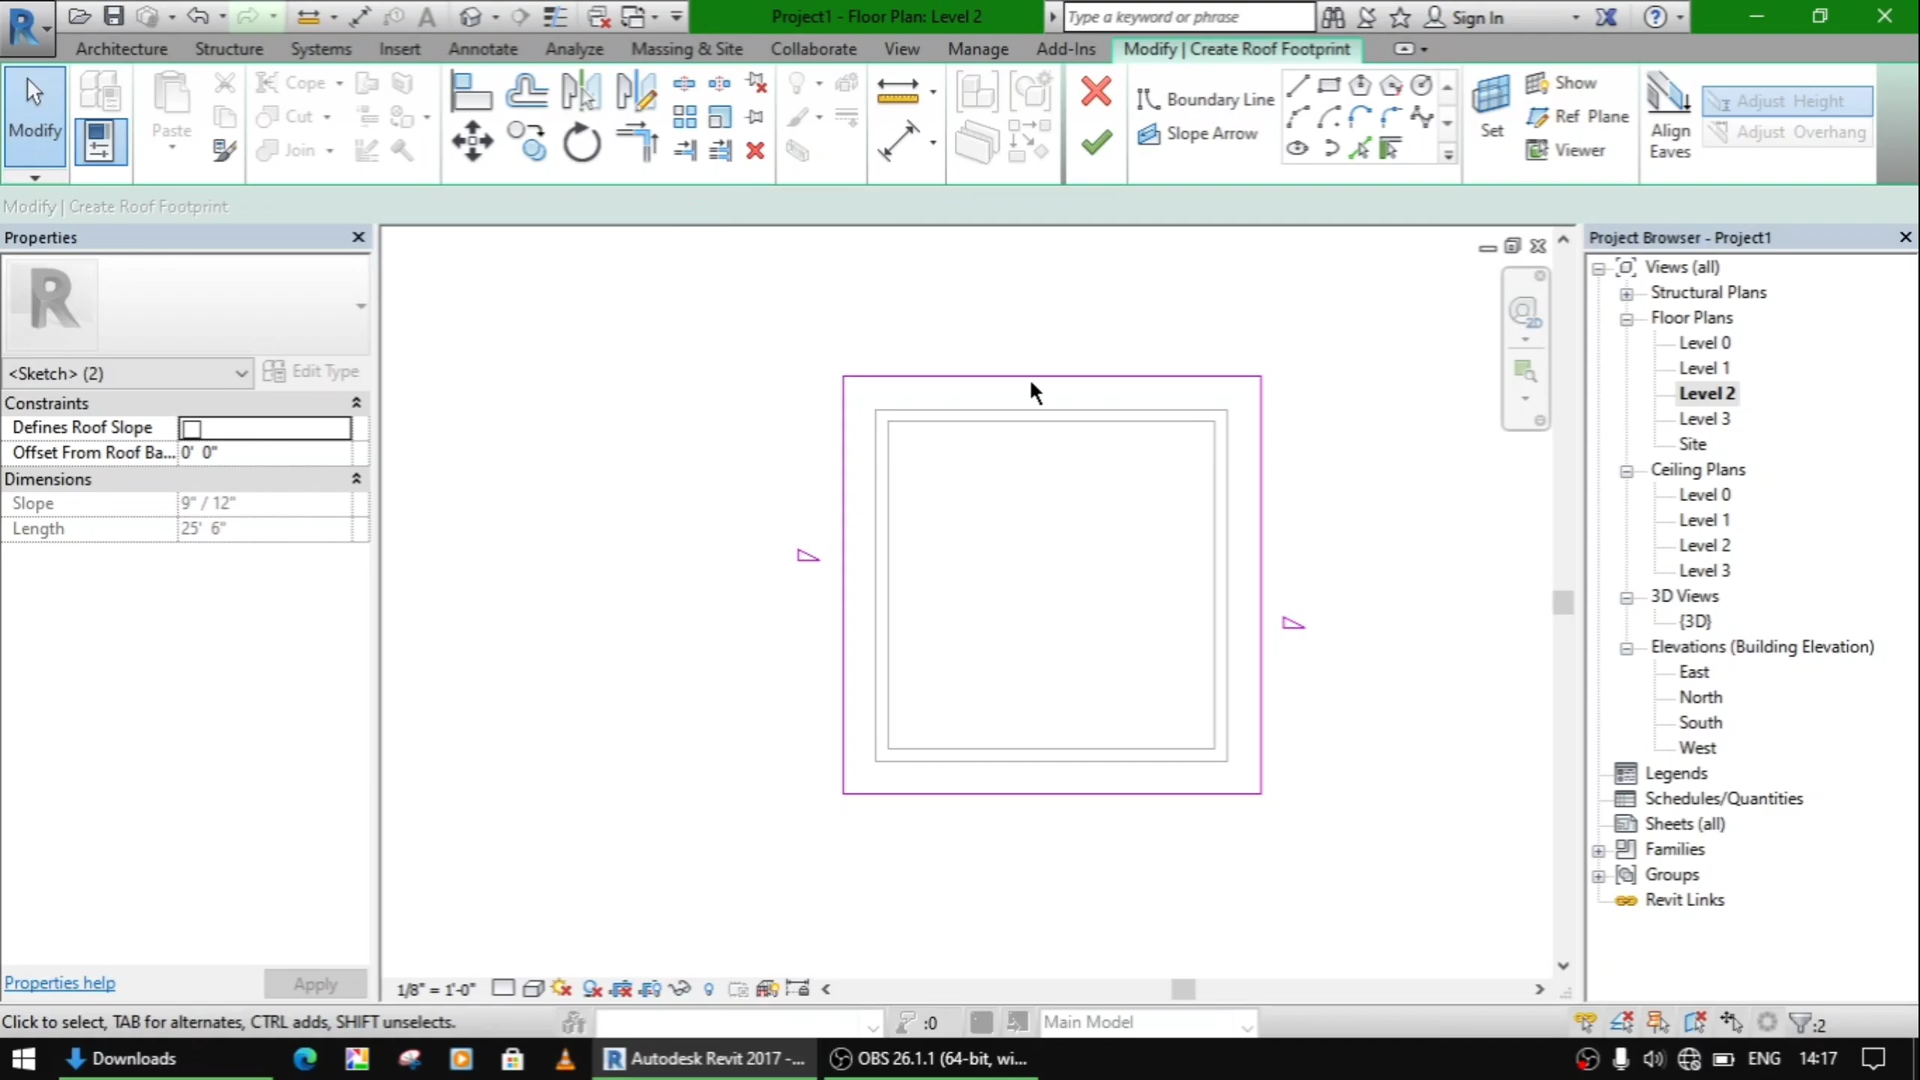 Project1 - Floor Plan: Level 2
Type a keyword or phrase
Sign In
Architecture Structure Systems Insert Annotate Analyze Massing & Site Collaborate View Manage Add-Ins Modify | Create Roof Footprint
Modify
Paste
Cope
Cut
Join
Boundary Line
Slope Arrow
Set
Show
Ref Plane
Viewer
Align
Eaves
Adjust Height
Adjust Overhang
Modify | Create Roof Footprint
Properties
R
<Sketch> (2)
Edit Type
Constraints
Defines Roof Slope
Offset From Roof Ba... 0' 0"
Dimensions
Slope 9" / 12"
Length 25' 6"
Properties help
Apply
2D
1/8" = 1'-0"
Project Browser - Project1
Views (all)
Structural Plans
Floor Plans
Level 0
Level 1
Level 2
Level 3
Site
Ceiling Plans
Level 0
Level 1
Level 2
Level 3
3D Views
{3D}
Elevations (Building Elevation)
East
North
South
West
Legends
Schedules/Quantities
Sheets (all)
Families
Groups
Revit Links
Click to select, TAB for alternates, CTRL adds, SHIFT unselects.
:0
Main Model
:2
Downloads
Autodesk Revit 2017 -...
OBS 26.1.1 (64-bit, wi...
ENG
14:17